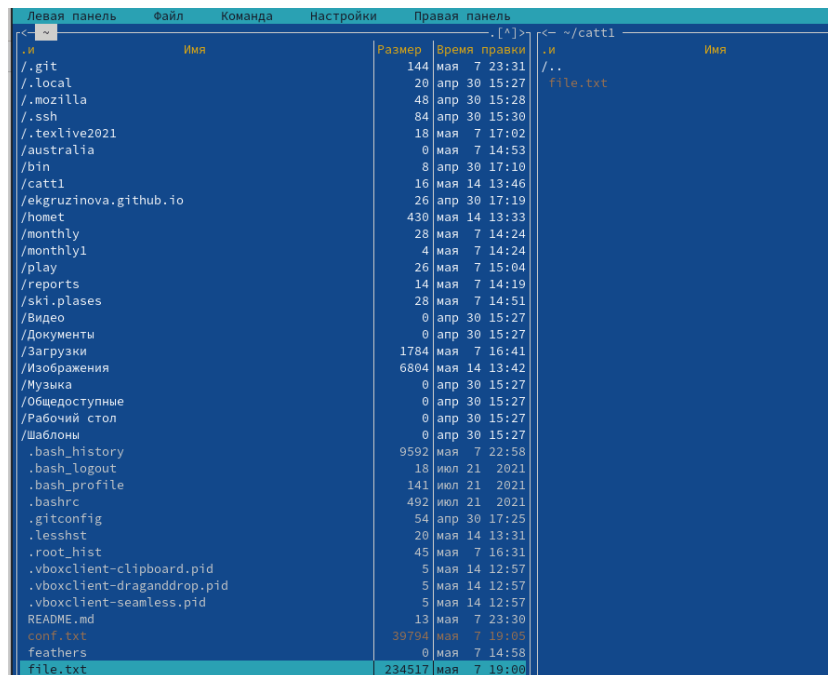 Левая панель Файл Команда Настройки Правая панель
<─ ~ .[^]>
<─ ~/catt1
.и Имя Размер Время правки
.и Имя
/.git 144 мая 7 23:31
/..
/.local 20 апр 30 15:27
file.txt
/.mozilla 48 апр 30 15:28
/.ssh 84 апр 30 15:30
/.texlive2021 18 мая 7 17:02
/australia 0 мая 7 14:53
/bin 8 апр 30 17:10
/catt1 16 мая 14 13:46
/ekgruzinova.github.io 26 апр 30 17:19
/homet 430 мая 14 13:33
/monthly 28 мая 7 14:24
/monthly1 4 мая 7 14:24
/play 26 мая 7 15:04
/reports 14 мая 7 14:19
/ski.plases 28 мая 7 14:51
/Видео 0 апр 30 15:27
/Документы 0 апр 30 15:27
/Загрузки 1784 мая 7 16:41
/Изображения 6804 мая 14 13:42
/Музыка 0 апр 30 15:27
/Общедоступные 0 апр 30 15:27
/Рабочий стол 0 апр 30 15:27
/Шаблоны 0 апр 30 15:27
.bash_history 9592 мая 7 22:58
.bash_logout 18 июл 21 2021
.bash_profile 141 июл 21 2021
.bashrc 492 июл 21 2021
.gitconfig 54 апр 30 17:25
.lesshst 20 мая 14 13:31
.root_hist 45 мая 7 16:31
.vboxclient-clipboard.pid 5 мая 14 12:57
.vboxclient-draganddrop.pid 5 мая 14 12:57
.vboxclient-seamless.pid 5 мая 14 12:57
README.md 13 мая 7 23:30
conf.txt 39794 мая 7 19:05
feathers 0 мая 7 14:58
file.txt 234517 мая 7 19:00